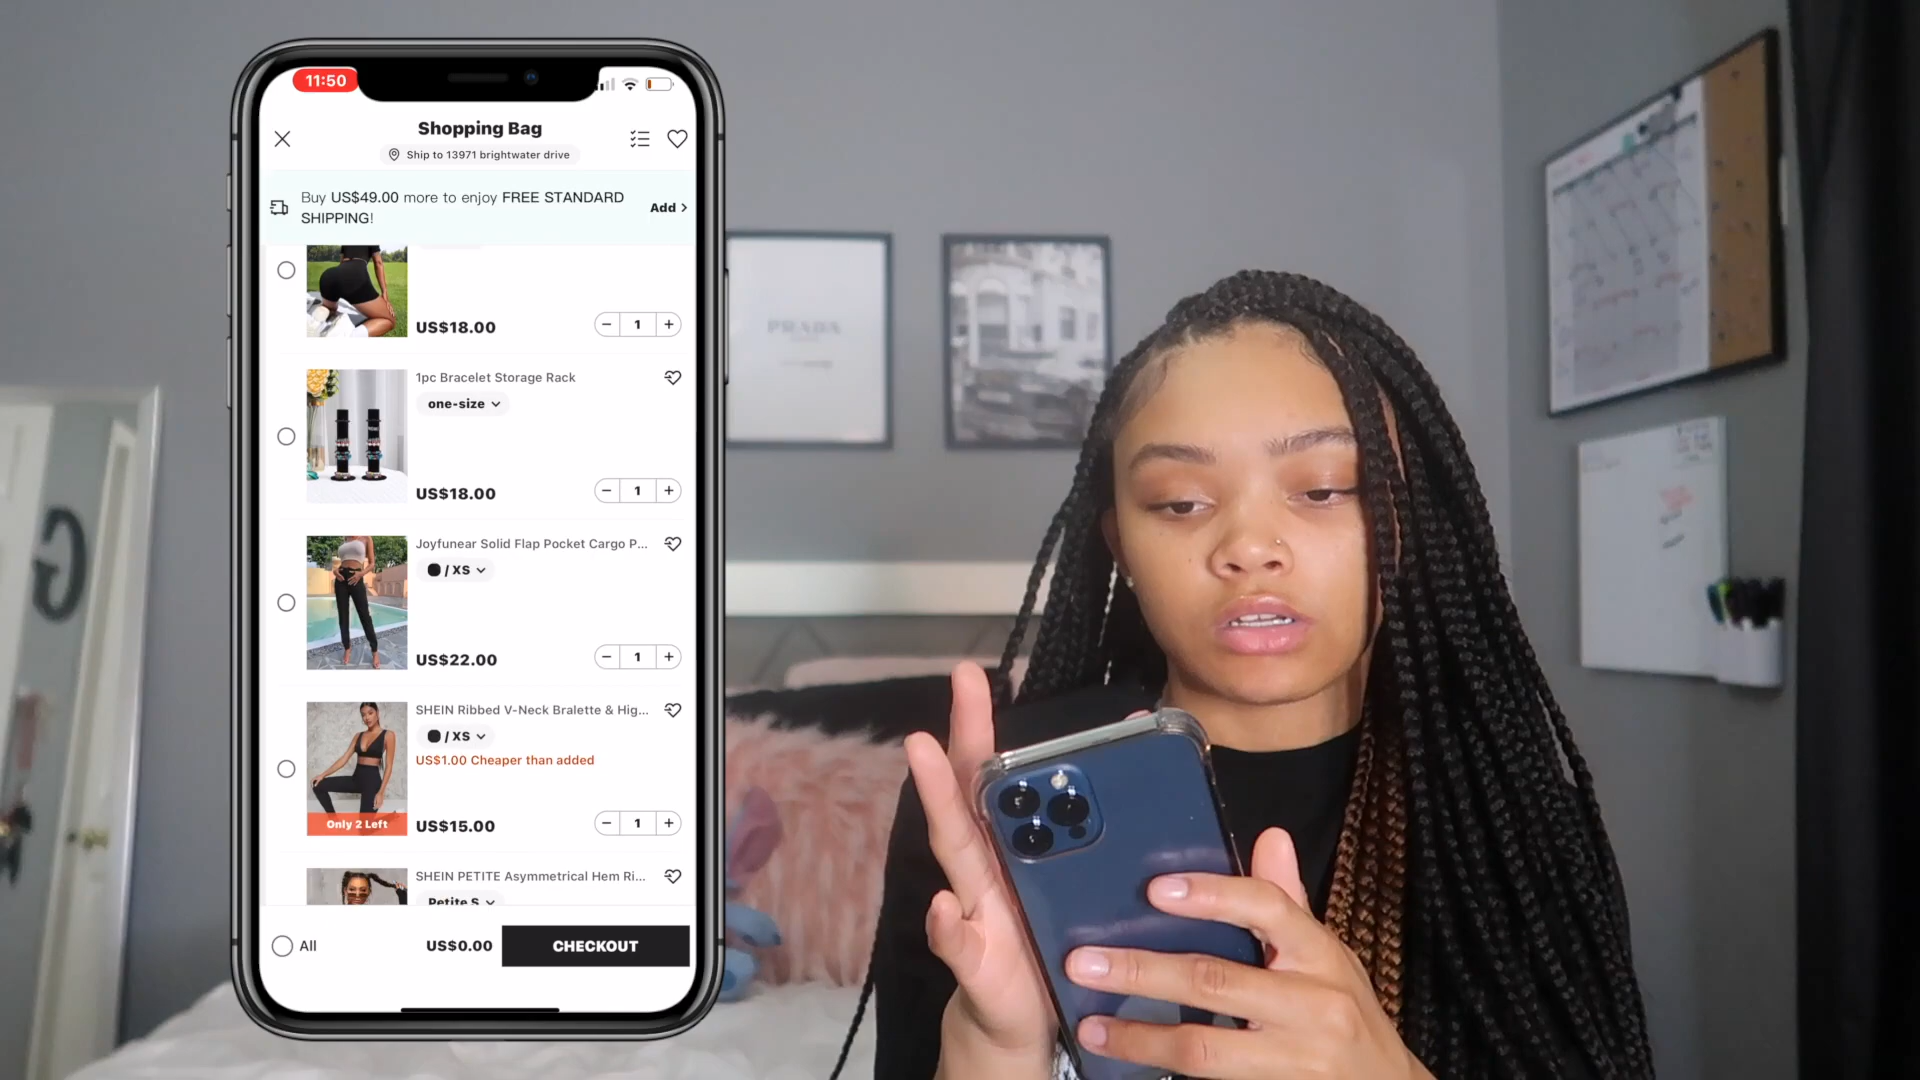 11:50
Shopping Bag
Ship to 13971 brightwater drive
Buy US$49.00 more to enjoy FREE STANDARD
SHIPPING!
Add >
US$18.00
1
1pc Bracelet Storage Rack
one-size
US$18.00
1
Joyfunear Solid Flap Pocket Cargo P...
/ XS
US$22.00
1
SHEIN Ribbed V-Neck Bralette & Hig...
/ XS
US$1.00 Cheaper than added
Only 2 Left
US$15.00
1
SHEIN PETITE Asymmetrical Hem Ri...
Petite S
All
US$0.00
CHECKOUT
PRADA
G